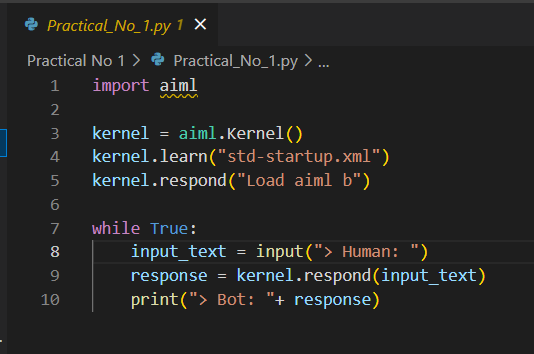 Practical_No_1.py 1 ×
Practical No 1 > Practical_No_1.py > ...
1 import aiml
2
3 kernel = aiml.Kernel()
4 kernel.learn("std-startup.xml")
5 kernel.respond("Load aiml b")
6
7 while True:
8     input_text = input("> Human: ")
9     response = kernel.respond(input_text)
10     print("> Bot: "+ response)